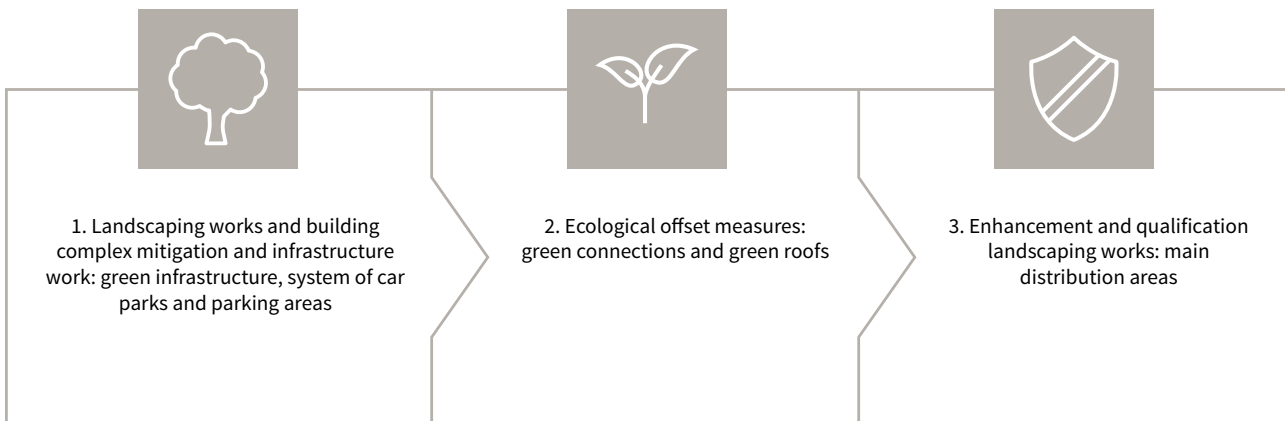 1. Landscaping works and building
complex mitigation and infrastructure
work: green infrastructure, system of car
parks and parking areas
2. Ecological offset measures:
green connections and green roofs
3. Enhancement and qualification
landscaping works: main
distribution areas